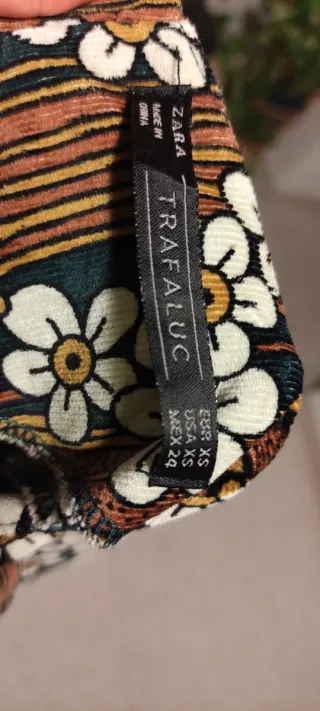 ZARA
MADE IN
CHINA
TRAFALUC
EUR XS
USA XS
MEX 24